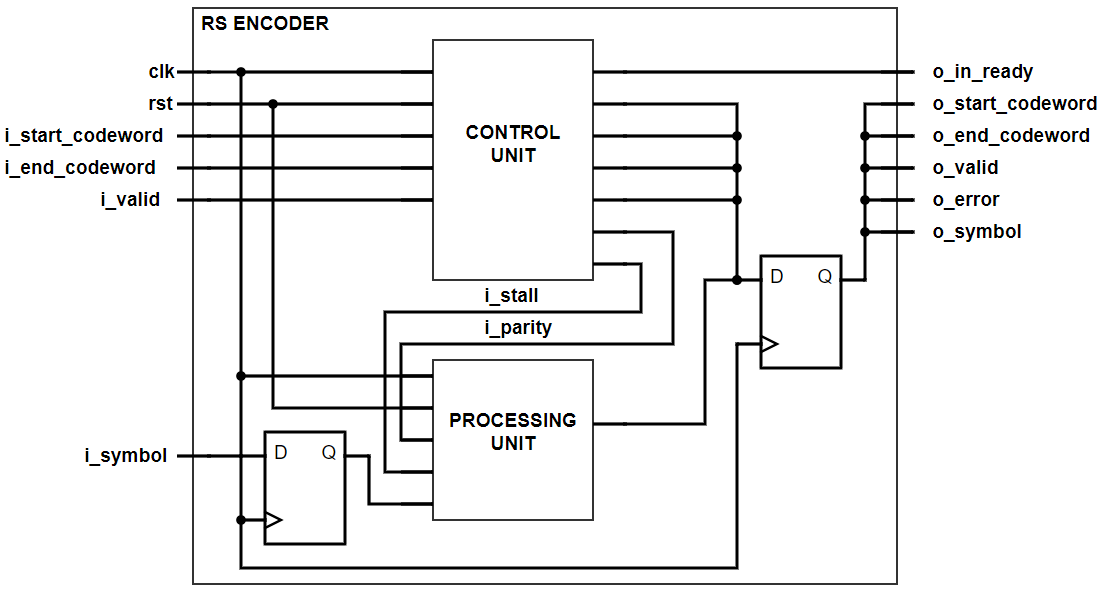 RS ENCODER
clk
rst
i_start_codeword
i_end_codeword
i_valid
CONTROL
UNIT
o_in_ready
o_start_codeword
o_end_codeword
o_valid
o_error
o_symbol
D Q
i_stall
i_parity
PROCESSING
UNIT
i_symbol
D Q